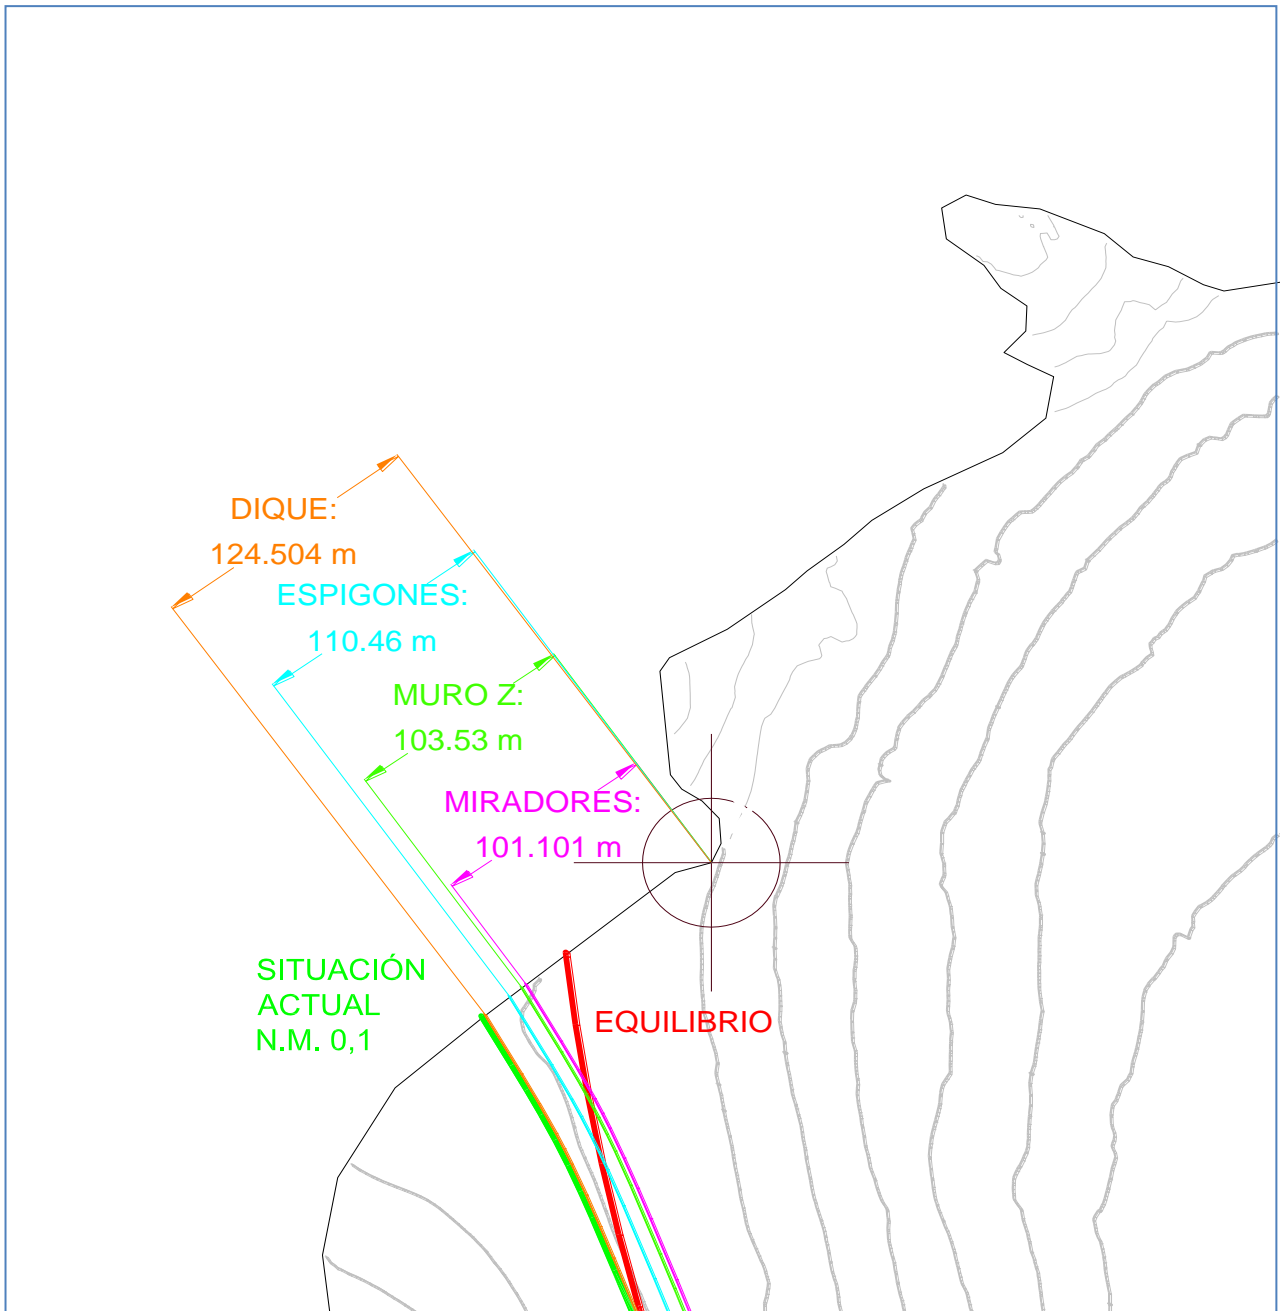 DIQUE:
124.504 m
ESPIGONES:
110.46 m
MURO Z:
103.53 m
MIRADORES:
101.101 m
SITUACIÓN
ACTUAL
N.M. 0,1
EQUILIBRIO